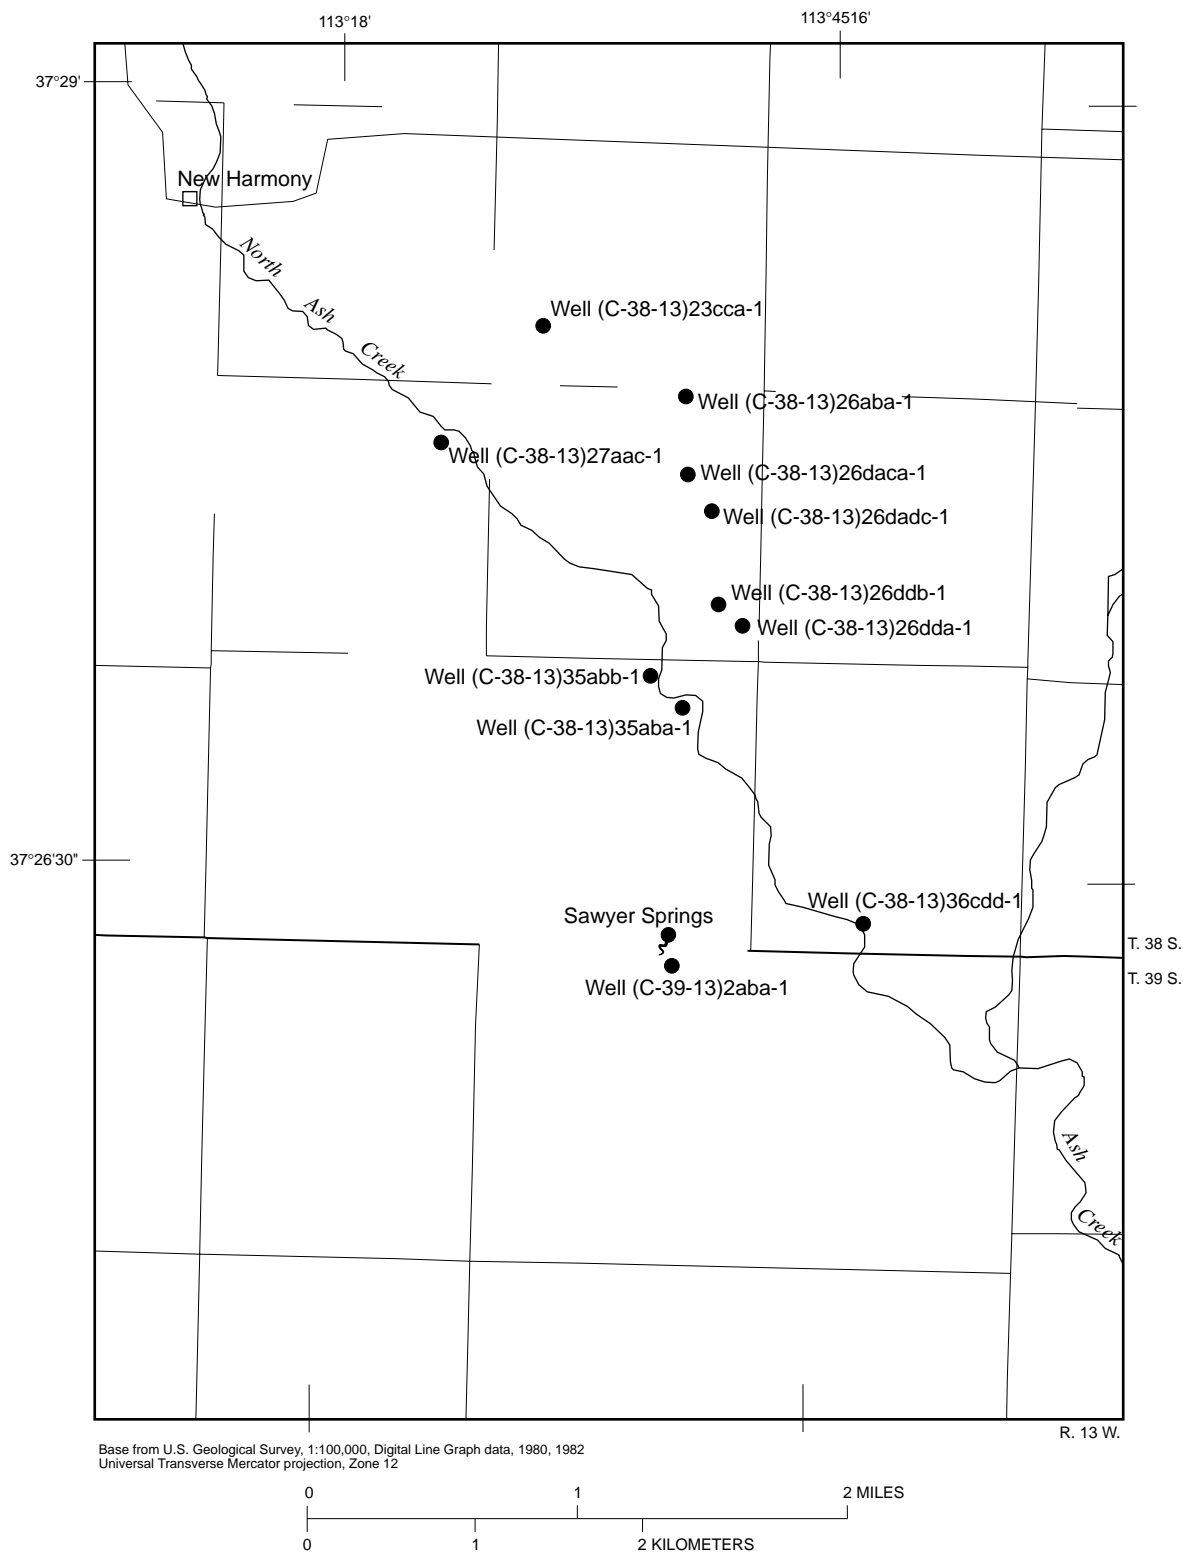 113°18'
113°4516'
37°29'
New Harmony
North
Ash
Creek
Well (C-38-13)23cca-1
Well (C-38-13)26aba-1
Well (C-38-13)27aac-1
Well (C-38-13)26daca-1
Well (C-38-13)26dadc-1
Well (C-38-13)26ddb-1
Well (C-38-13)26dda-1
Well (C-38-13)35abb-1
Well (C-38-13)35aba-1
37°26'30"
Well (C-38-13)36cdd-1
Sawyer Springs
T. 38 S.
T. 39 S.
Well (C-39-13)2aba-1
Ash
Creek
R. 13 W.
Base from U.S. Geological Survey, 1:100,000, Digital Line Graph data, 1980, 1982
Universal Transverse Mercator projection, Zone 12
0 1 2 MILES
0 1 2 KILOMETERS